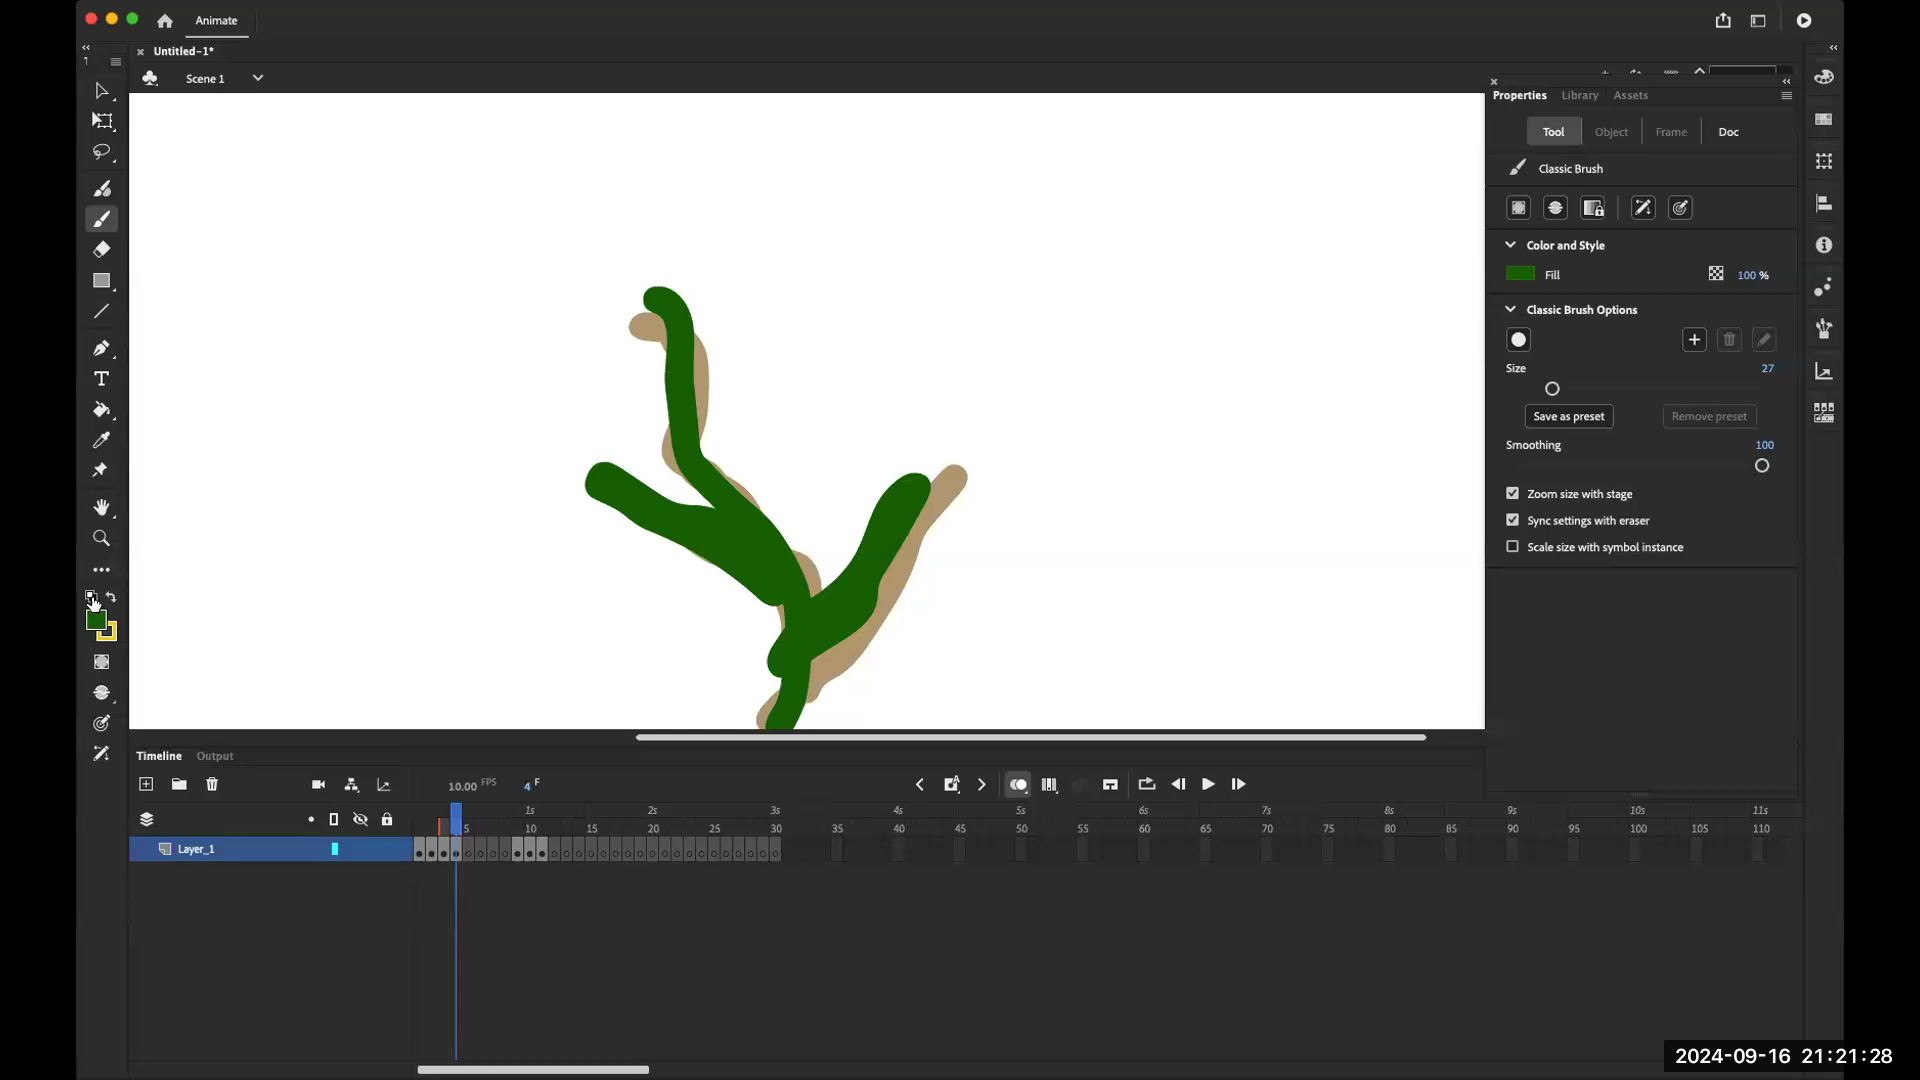 Animate
Untitled-1*
Scene 1
Properties Library Assets
Tool Object Frame Doc
Classic Brush
Color and Style
Fill 100 %
Classic Brush Options
Size 27
Save as preset Remove preset
Smoothing 100
Zoom size with stage
Sync settings with eraser
Scale size with symbol instance
Timeline Output
10.00 FPS 4 F
1s 2s 3s 4s 5s 6s 7s 8s 9s 10s 11s
5 10 15 20 25 30 35 40 45 50 55 60 65 70 75 80 85 90 95 100 105 110
Layer_1
2024-09-16 21:21:28